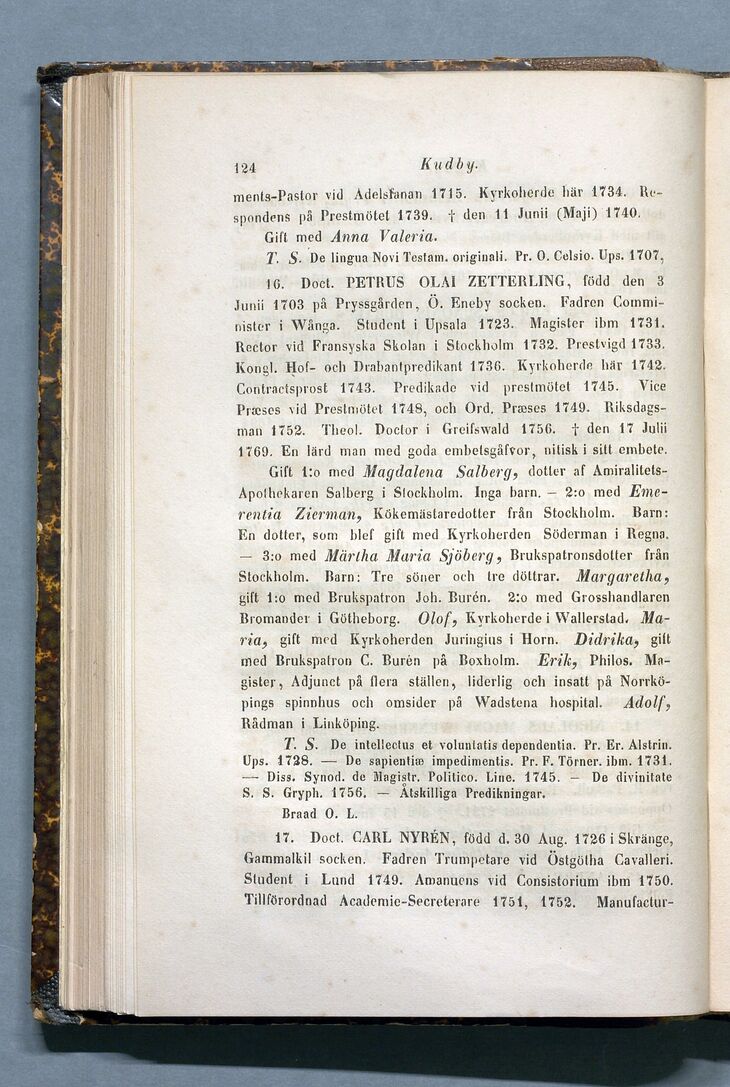 124 Kudby.
ments-Pastor vid Adelsfanan 1715. Kyrkoherde här 1734. Re-
spondens på Prestmötet 1739. † den 11 Junii (Maji) 1740.
Gift med Anna Valeria.
T. S. De lingua Novi Testam. originali. Pr. O. Celsio. Ups. 1707,
16. Doct. PETRUS OLAI ZETTERLING, född den 3
Junii 1703 på Pryssgården, Ö. Eneby socken. Fadren Commi-
nister i Wånga. Student i Upsala 1723. Magister ibm 1731.
Rector vid Fransyska Skolan i Stockholm 1732. Prestvigd 1733.
Kongl. Hof- och Drabantpredikant 1736. Kyrkoherde här 1742.
Contractsprost 1743. Predikade vid prestmötet 1745. Vice
Præses vid Prestmötet 1748, och Ord. Præses 1749. Riksdags-
man 1752. Theol. Doctor i Greifswald 1756. † den 17 Julii
1769. En lärd man med goda embetsgåfvor, nitisk i sitt embete.
Gift 1:o med Magdalena Salberg, dotter af Amiralitets-
Apothekaren Salberg i Stockholm. Inga barn. — 2:o med Eme-
rentia Zierman, Kökemästaredotter från Stockholm. Barn:
En dotter, som blef gift med Kyrkoherden Söderman i Regna.
— 3:o med Märtha Maria Sjöberg, Brukspatronsdotter från
Stockholm. Barn: Tre söner och tre döttrar. Margaretha,
gift 1:o med Brukspatron Joh. Burén. 2:o med Grosshandlaren
Bromander i Götheborg. Olof, Kyrkoherde i Wallerstad. Ma-
ria, gift med Kyrkoherden Juringius i Horn. Didrika, gift
med Brukspatron C. Burén på Boxholm. Erik, Philos. Ma-
gister, Adjunct på flera ställen, liderlig och insatt på Norrkö-
pings spinnhus och omsider på Wadstena hospital. Adolf,
Rådman i Linköping.
T. S. De intellectus et voluntatis dependentia. Pr. Er. Alstrin.
Ups. 1728. — De sapientiæ impedimentis. Pr. F. Törner. ibm. 1731.
— Diss. Synod. de Magistr. Politico. Linc. 1745. — De divinitate
S. S. Gryph. 1756. — Åtskilliga Predikningar.
Braad O. L.
17. Doct. CARL NYRÉN, född d. 30 Aug. 1726 i Skränge,
Gammalkil socken. Fadren Trumpetare vid Östgötha Cavalleri.
Student i Lund 1749. Amanuens vid Consistorium ibm 1750.
Tillförordnad Academie-Secreterare 1751, 1752. Manufactur-